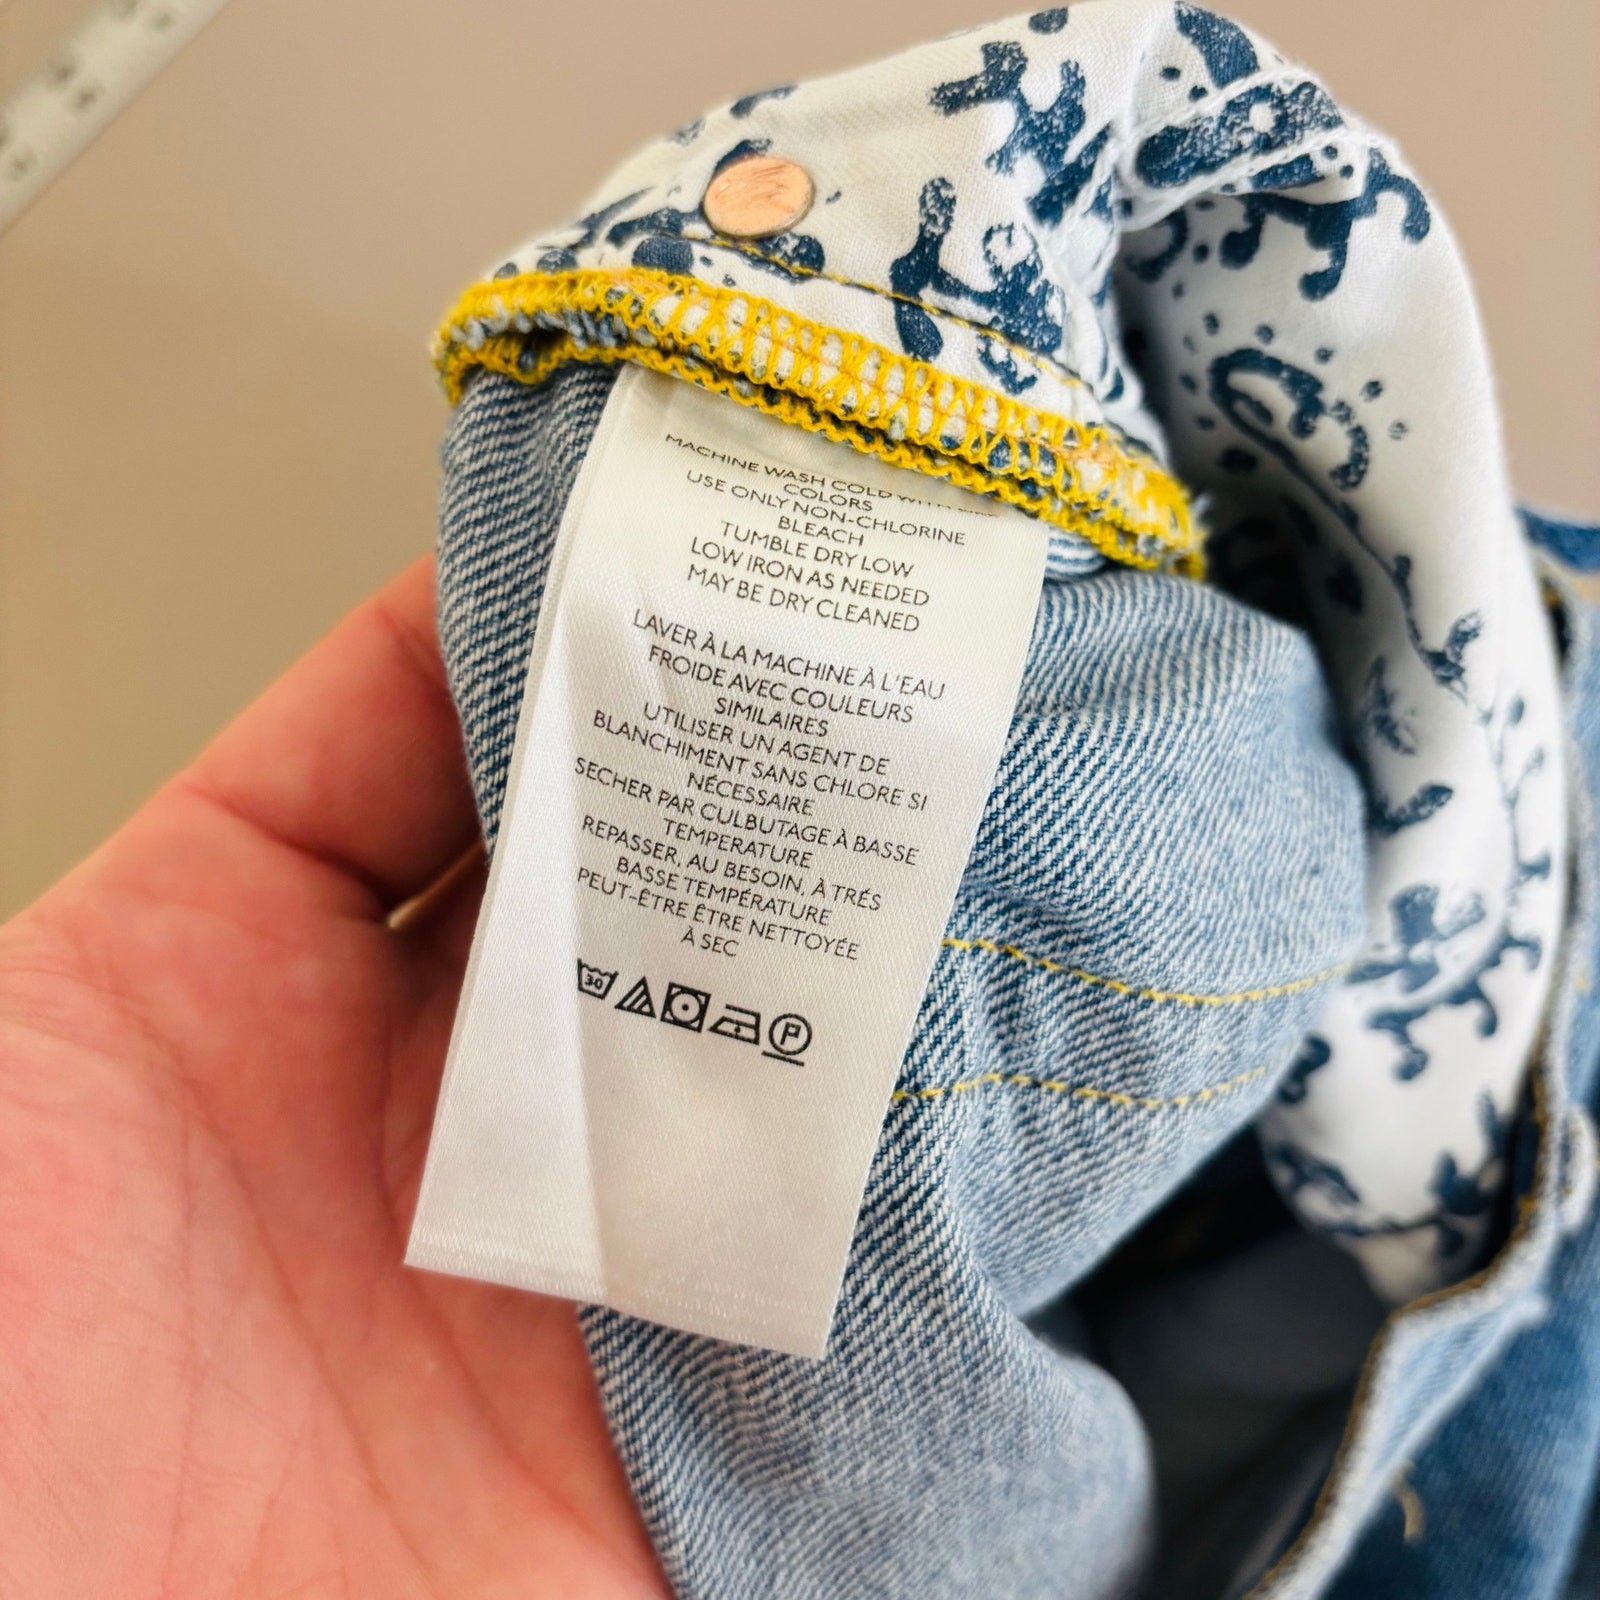 MACHINE WASH COLD WITH
COLORS
USE ONLY NON-CHLORINE
BLEACH
TUMBLE DRY LOW
LOW IRON AS NEEDED
MAY BE DRY CLEANED
LAVER À LA MACHINE À L'EAU
FROIDE AVEC COULEURS
SIMILAIRES
UTILISER UN AGENT DE
BLANCHIMENT SANS CHLORE SI
NÉCESSAIRE
SECHER PAR CULBUTAGE À BASSE
TEMPERATURE
REPASSER, AU BESOIN, À TRÉS
BASSE TEMPÉRATURE
PEUT-ÊTRE ÊTRE NETTOYÉE
À SEC
30 P